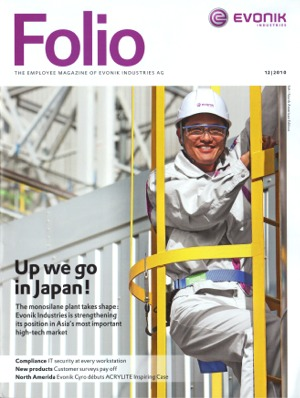 Folio
EVONIK
INDUSTRIES
THE EMPLOYEE MAGAZINE OF EVONIK INDUSTRIES AG
12|2010
EVONIK
Up we go
in Japan!
The monosilane plant takes shape:
Evonik Industries is strengthening
its position in Asia's most important
high-tech market
Compliance IT security at every workstation
New products Customer surveys pay off
North America Evonik Cyro débuts ACRYLITE Inspiring Case